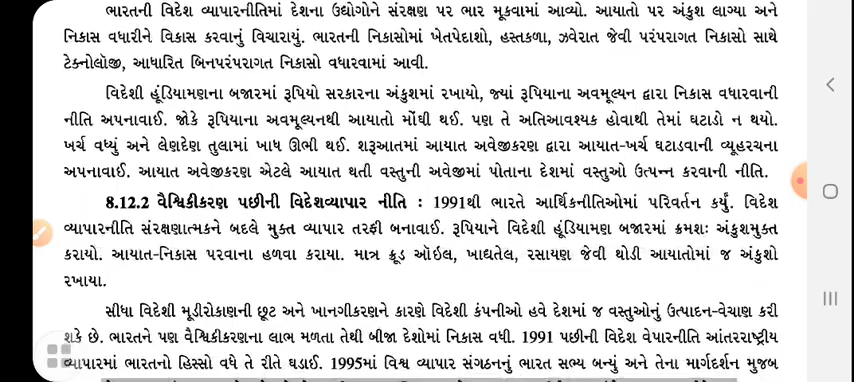 ભારતની વિદેશ વ્યાપારનીતિમાં દેશના ઉદ્યોગોને સંરક્ષણ પર ભાર મૂકવામાં આવ્યો. આયાતો પર અંકુશ લાગ્યા અને
નિકાસ વધારીને વિકાસ કરવાનું વિચારાયું. ભારતની નિકાસોમાં ખેતપેદાશો, હસ્તકળા, ઝવેરાત જેવી પરંપરાગત નિકાસો સાથે
ટેક્નોલૉજી, આધારિત બિનપરંપરાગત નિકાસો વધારવામાં આવી.
વિદેશી હૂંડિયામણના બજારમાં રૂપિયો સરકારના અંકુશમાં રખાયો, જ્યાં રૂપિયાના અવમૂલ્યન દ્વારા નિકાસ વધારવાની
નીતિ અપનાવાઈ. જોકે રૂપિયાના અવમૂલ્યનથી આયાતો મોંઘી થઈ. પણ તે અતિઆવશ્યક હોવાથી તેમાં ઘટાડો ન થયો.
ખર્ચ વધ્યું અને લેણદેણ તુલામાં ખાધ ઊભી થઈ. શરૂઆતમાં આયાત અવેજીકરણ દ્વારા આયાત-ખર્ચ ઘટાડવાની વ્યૂહરચના
અપનાવાઈ. આયાત અવેજીકરણ એટલે આયાત થતી વસ્તુની અવેજીમાં પોતાના દેશમાં વસ્તુઓ ઉત્પન્ન કરવાની નીતિ.
8.12.2 વૈશ્વિકીકરણ પછીની વિદેશવ્યાપાર નીતિ : 1991થી ભારતે આર્થિકનીતિઓમાં પરિવર્તન કર્યું. વિદેશ
વ્યાપારનીતિ સંરક્ષણાત્મકને બદલે મુક્ત વ્યાપાર તરફી બનાવાઈ. રૂપિયાને વિદેશી હૂંડિયામણ બજારમાં ક્રમશઃ અંકુશમુક્ત
કરાયો. આયાત-નિકાસ પરવાના હળવા કરાયા. માત્ર ક્રૂડ ઑઇલ, ખાદ્યતેલ, રસાયણ જેવી થોડી આયાતોમાં જ અંકુશો
રખાયા.
સીધા વિદેશી મૂડીરોકાણની છૂટ અને ખાનગીકરણને કારણે વિદેશી કંપનીઓ હવે દેશમાં જ વસ્તુઓનું ઉત્પાદન-વેચાણ કરી
શકે છે. ભારતને પણ વૈશ્વિકીકરણના લાભ મળતા તેથી બીજા દેશોમાં નિકાસ વધી. 1991 પછીની વિદેશ વેપારનીતિ આંતરરાષ્ટ્રીય
વ્યાપારમાં ભારતનો હિસ્સો વધે તે રીતે ઘડાઈ. 1995માં વિશ્વ વ્યાપાર સંગઠનનું ભારત સભ્ય બન્યું અને તેના માર્ગદર્શન મુજબ